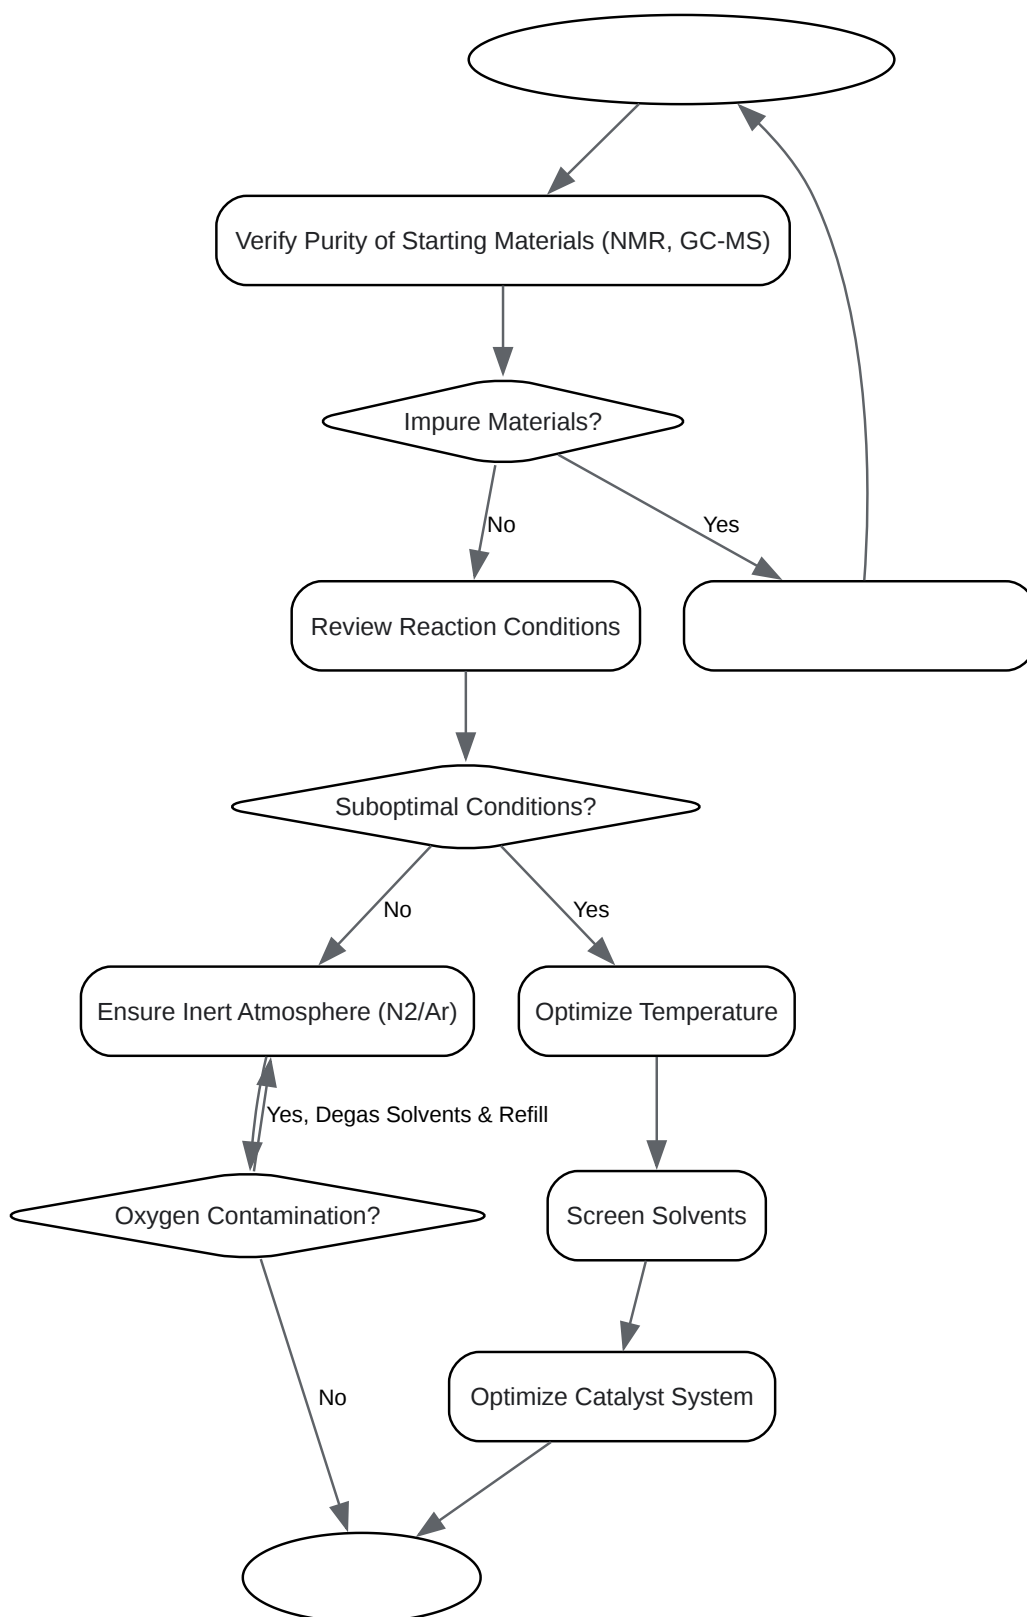 Verify Purity of Starting Materials (NMR, GC-MS)
Impure Materials?
No
Yes
Review Reaction Conditions
Suboptimal Conditions?
No
Yes
Ensure Inert Atmosphere (N2/Ar)
Optimize Temperature
Yes, Degas Solvents & Refill
Oxygen Contamination?
Screen Solvents
No
Optimize Catalyst System